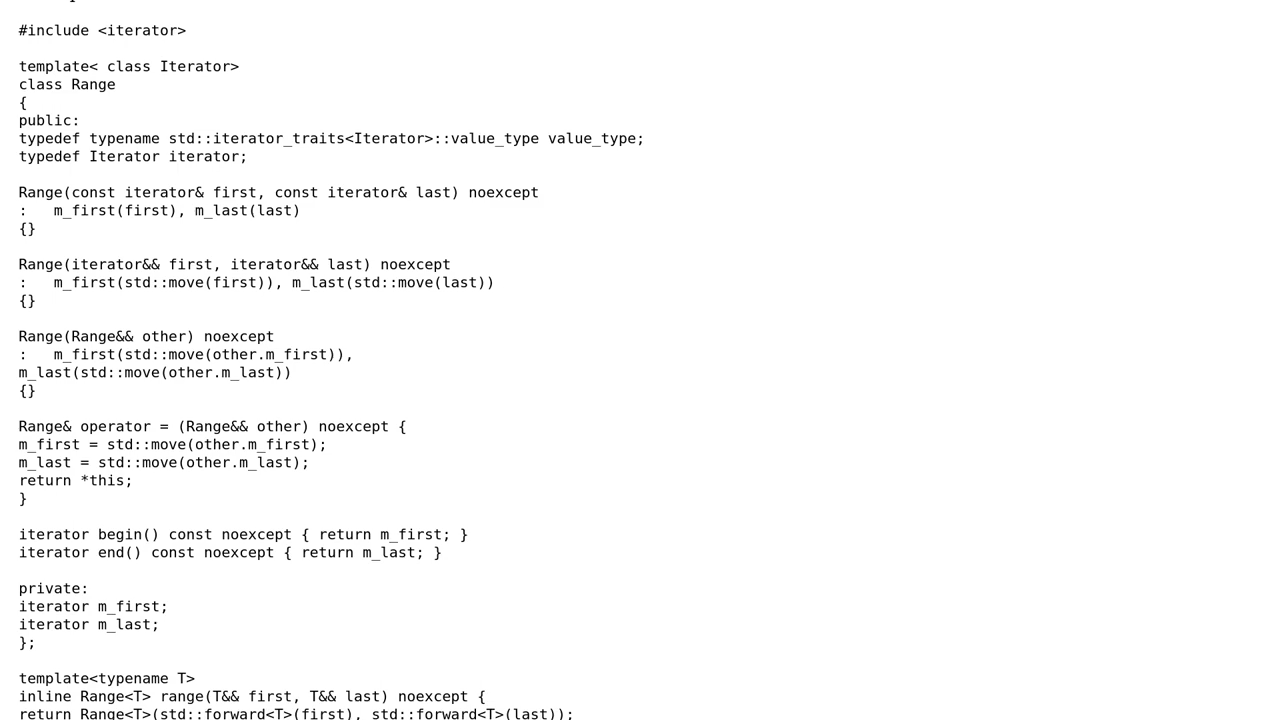 #include <iterator>
template< class Iterator>
class Range
{
public:
typedef typename std::iterator_traits<Iterator>::value_type value_type;
typedef Iterator iterator;
Range(const iterator& first, const iterator& last) noexcept
:   m_first(first), m_last(last)
{}
Range(iterator&& first, iterator&& last) noexcept
:   m_first(std::move(first)), m_last(std::move(last))
{}
Range(Range&& other) noexcept
:   m_first(std::move(other.m_first)),
m_last(std::move(other.m_last))
{}
Range& operator = (Range&& other) noexcept {
m_first = std::move(other.m_first);
m_last = std::move(other.m_last);
return *this;
}
iterator begin() const noexcept { return m_first; }
iterator end() const noexcept { return m_last; }
private:
iterator m_first;
iterator m_last;
};
template<typename T>
inline Range<T> range(T&& first, T&& last) noexcept {
return Range<T>(std::forward<T>(first), std::forward<T>(last));